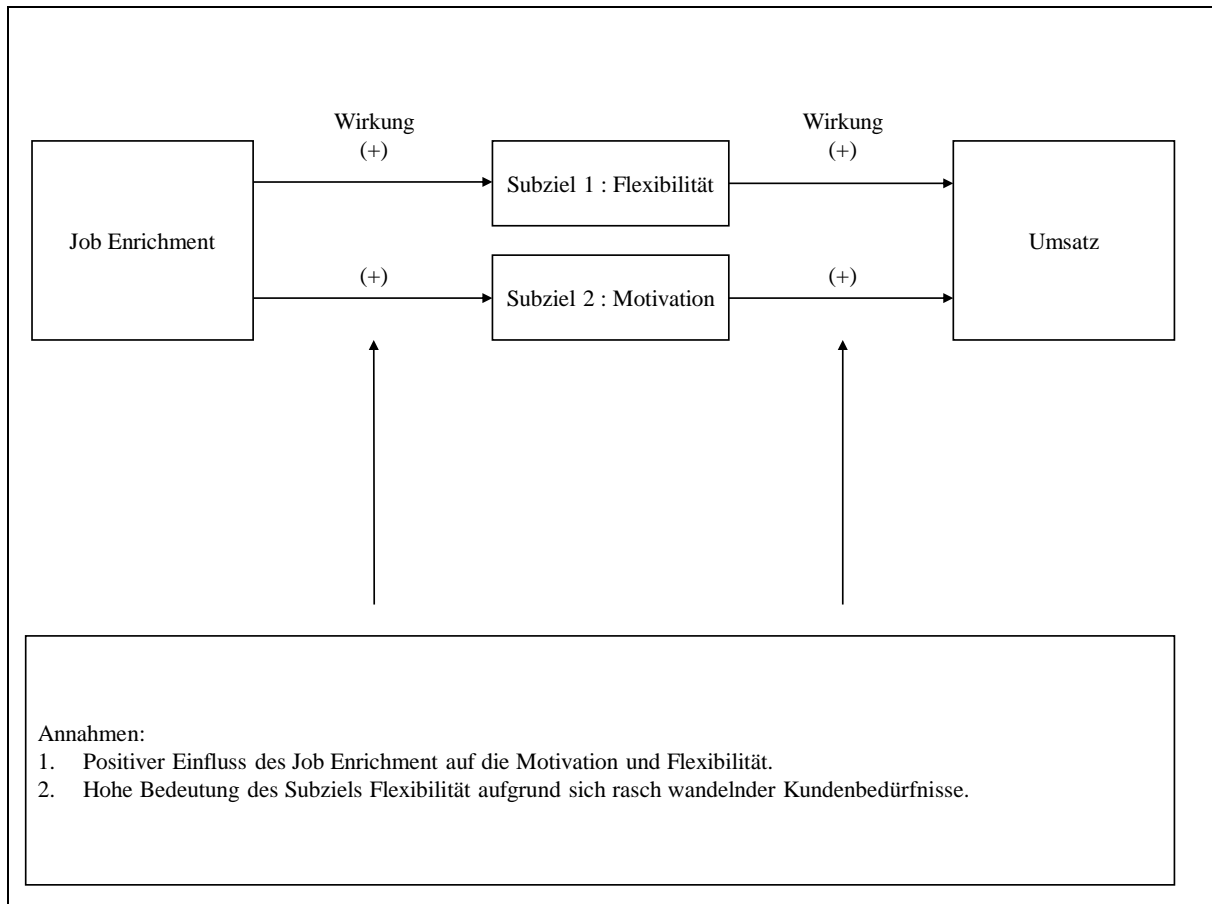 Wirkung
(+)
Wirkung
(+)
Job Enrichment
Subziel 1 : Flexibilität
Umsatz
(+)
(+)
Subziel 2 : Motivation
Annahmen:
1. Positiver Einfluss des Job Enrichment auf die Motivation und Flexibilität.
2. Hohe Bedeutung des Subziels Flexibilität aufgrund sich rasch wandelnder Kundenbedürfnisse.